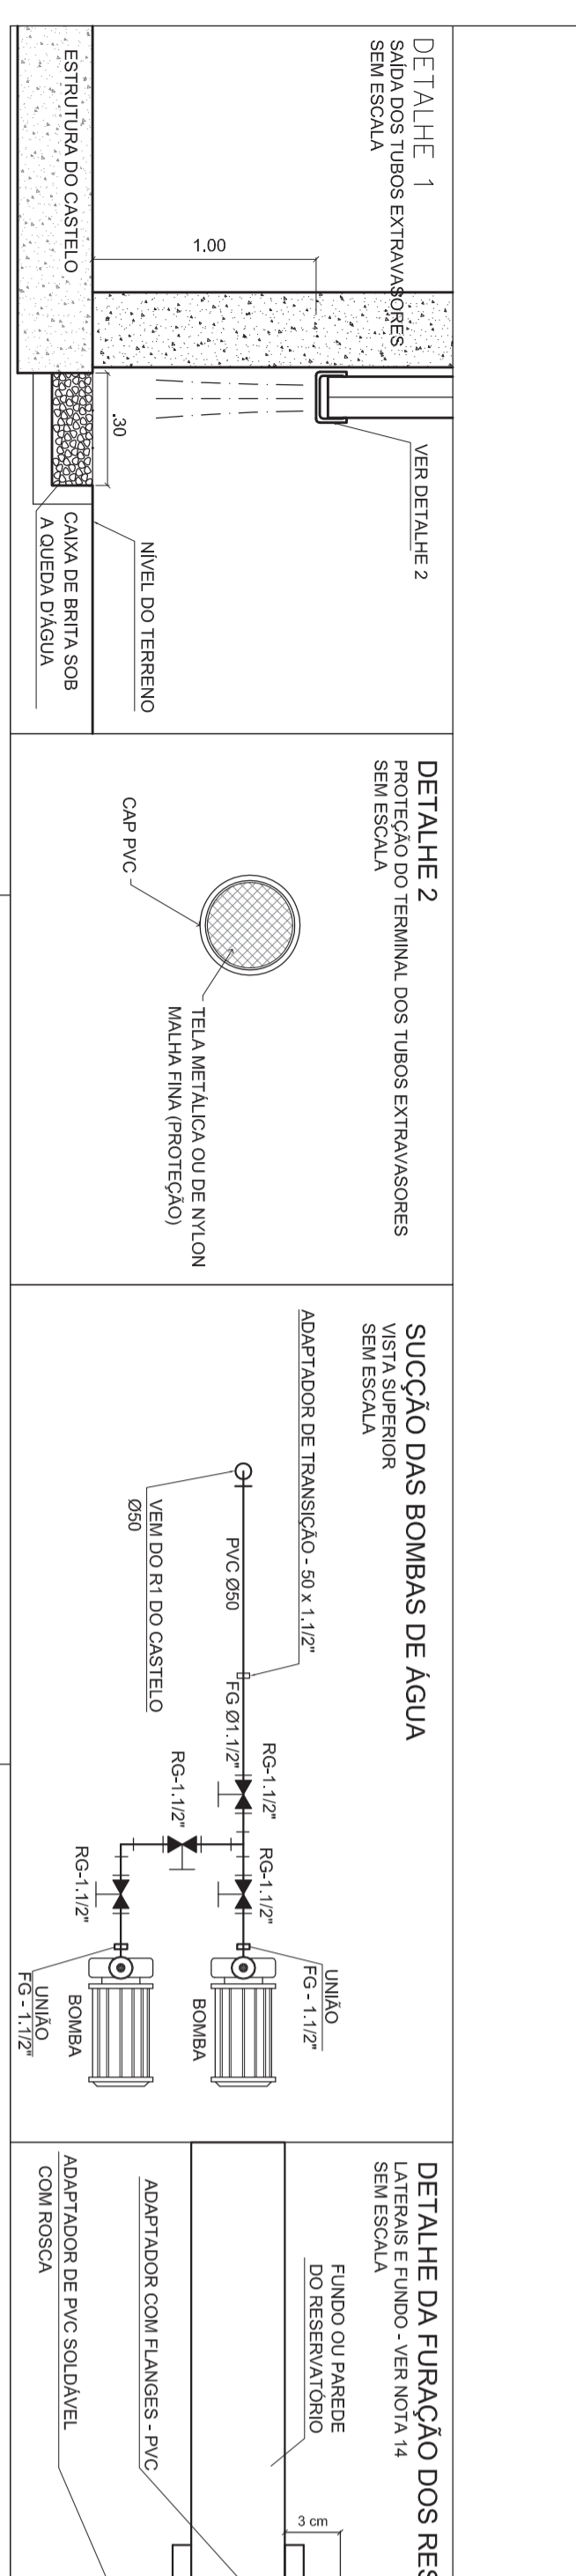 DETALHE 1
SAÍDA DOS TUBOS EXTRAVASORES
SEM ESCALA
ESTRUTURA DO CASTELO
1.00
.30
VER DETALHE 2
NÍVEL DO TERRENO
CAIXA DE BRITA SOB
A QUEDA D'ÁGUA
DETALHE 2
PROTEÇÃO DO TERMINAL DOS TUBOS EXTRAVASORES
SEM ESCALA
CAP PVC
TELA METÁLICA OU DE NYLON
MALHA FINA (PROTEÇÃO)
SUCÇÃO DAS BOMBAS DE ÁGUA
VISTA SUPERIOR
SEM ESCALA
ADAPTADOR DE TRANSIÇÃO - 50 x 1.1/2"
VEM DO R1 DO CASTELO
Ø50
PVC Ø50
FG Ø1.1/2"
RG-1.1/2"
RG-1.1/2"
RG-1.1/2"
RG-1.1/2"
UNIÃO
FG - 1.1/2"
BOMBA
BOMBA
UNIÃO
FG - 1.1/2"
DETALHE DA FURAÇÃO DOS RES
LATERAIS E FUNDO - VER NOTA 14
SEM ESCALA
FUNDO OU PAREDE
DO RESERVATÓRIO
3 cm
ADAPTADOR COM FLANGES - PVC
ADAPTADOR DE PVC SOLDÁVEL
COM ROSCA